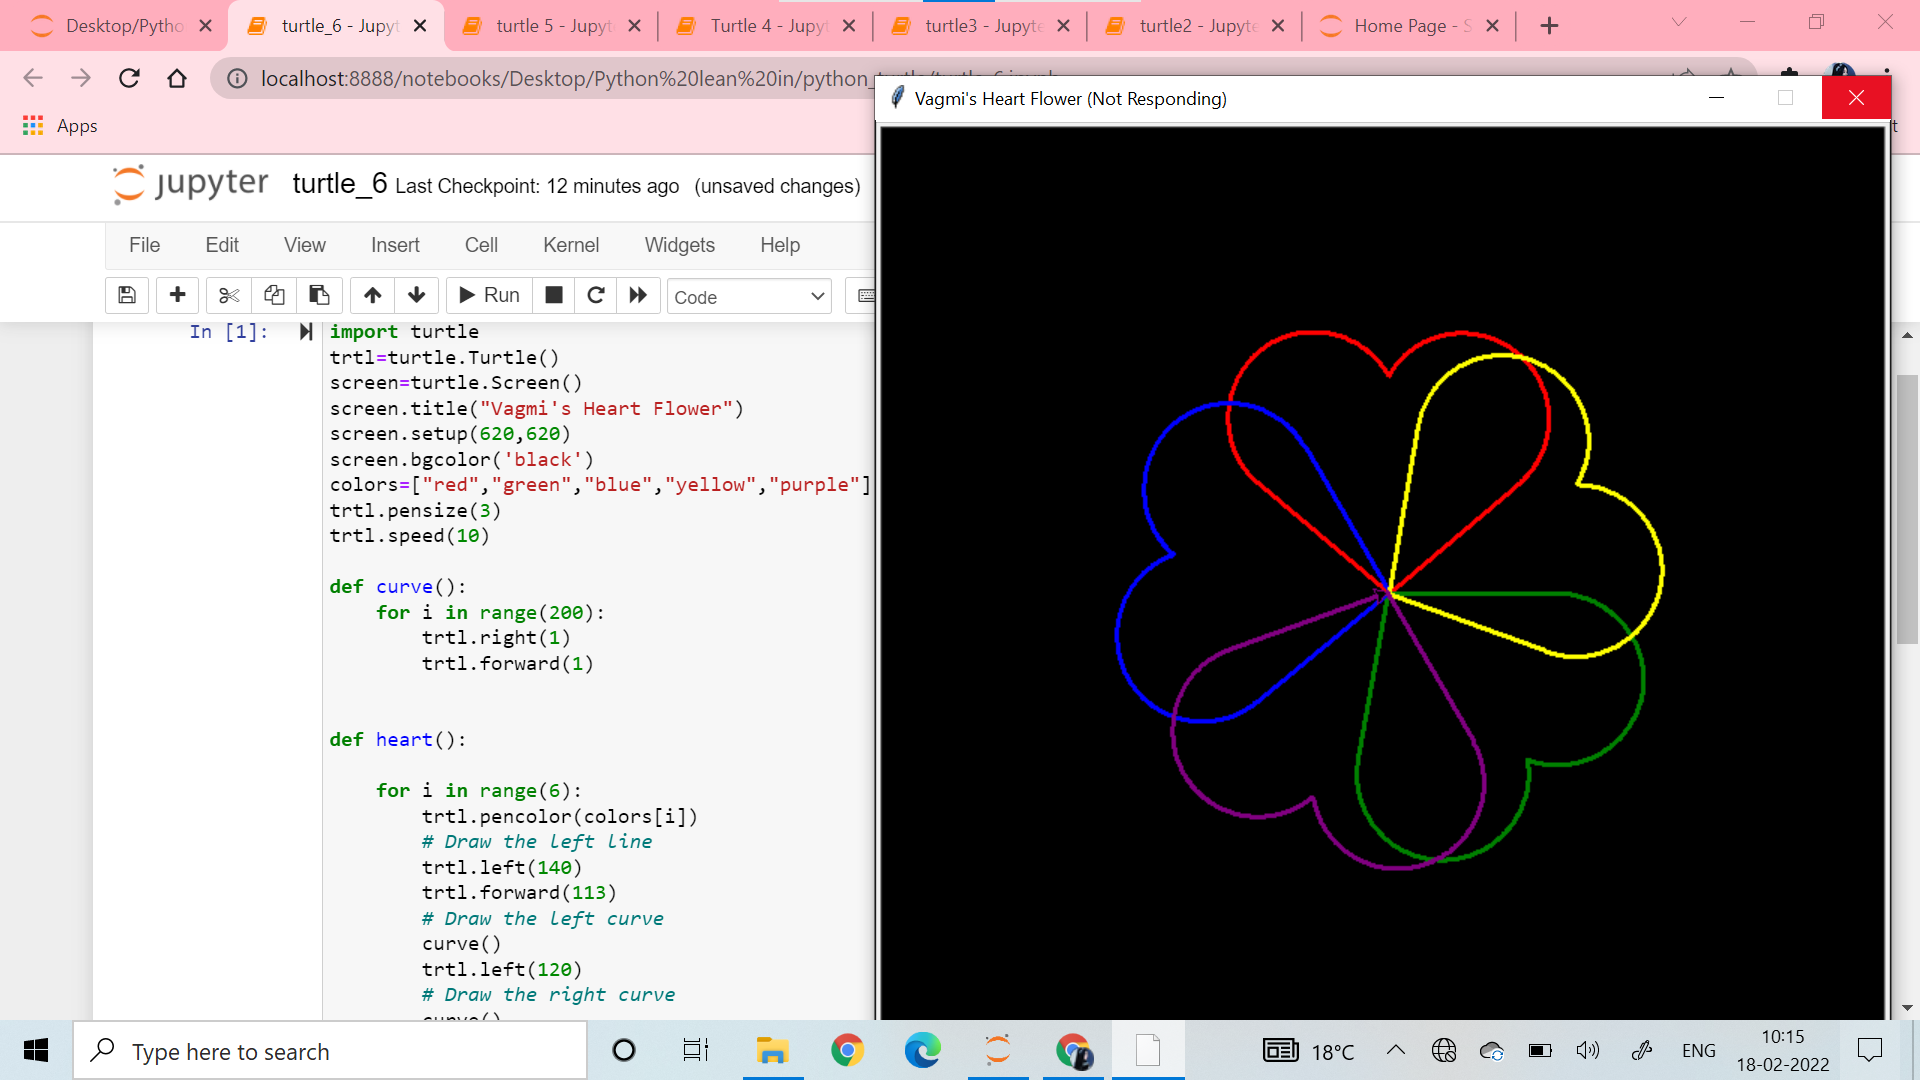 Desktop/Pytho
turtle_6 - Jupyt
turtle 5 - Jupyt
Turtle 4 - Jupyt
turtle3 - Jupyte
turtle2 - Jupyte
Home Page - S
localhost:8888/notebooks/Desktop/Python%20lean%20in/python_turtle/turtle_6.ipynb
Vagmi's Heart Flower (Not Responding)
Apps
jupyter turtle_6 Last Checkpoint: 12 minutes ago (unsaved changes)
File Edit View Insert Cell Kernel Widgets Help
Run Code
In [1]:
import turtle
trtl=turtle.Turtle()
screen=turtle.Screen()
screen.title("Vagmi's Heart Flower")
screen.setup(620,620)
screen.bgcolor('black')
colors=["red","green","blue","yellow","purple"]
trtl.pensize(3)
trtl.speed(10)
def curve():
for i in range(200):
trtl.right(1)
trtl.forward(1)
def heart():
for i in range(6):
trtl.pencolor(colors[i])
# Draw the left line
trtl.left(140)
trtl.forward(113)
# Draw the left curve
curve()
trtl.left(120)
# Draw the right curve
curve()
Type here to search
18°C
ENG
10:15
18-02-2022